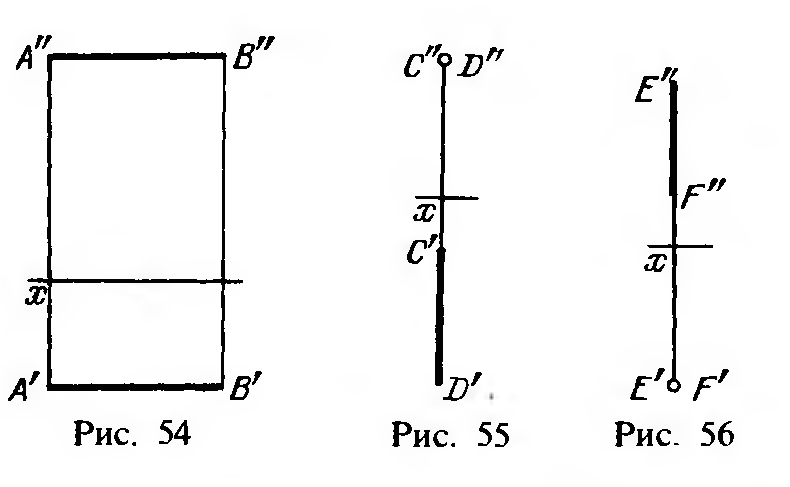 A″ B″
C″ D″
E″
F″
x
C′
x
x
A′ B′
D′
E′ F′
Рис. 54
Рис. 55
Рис. 56